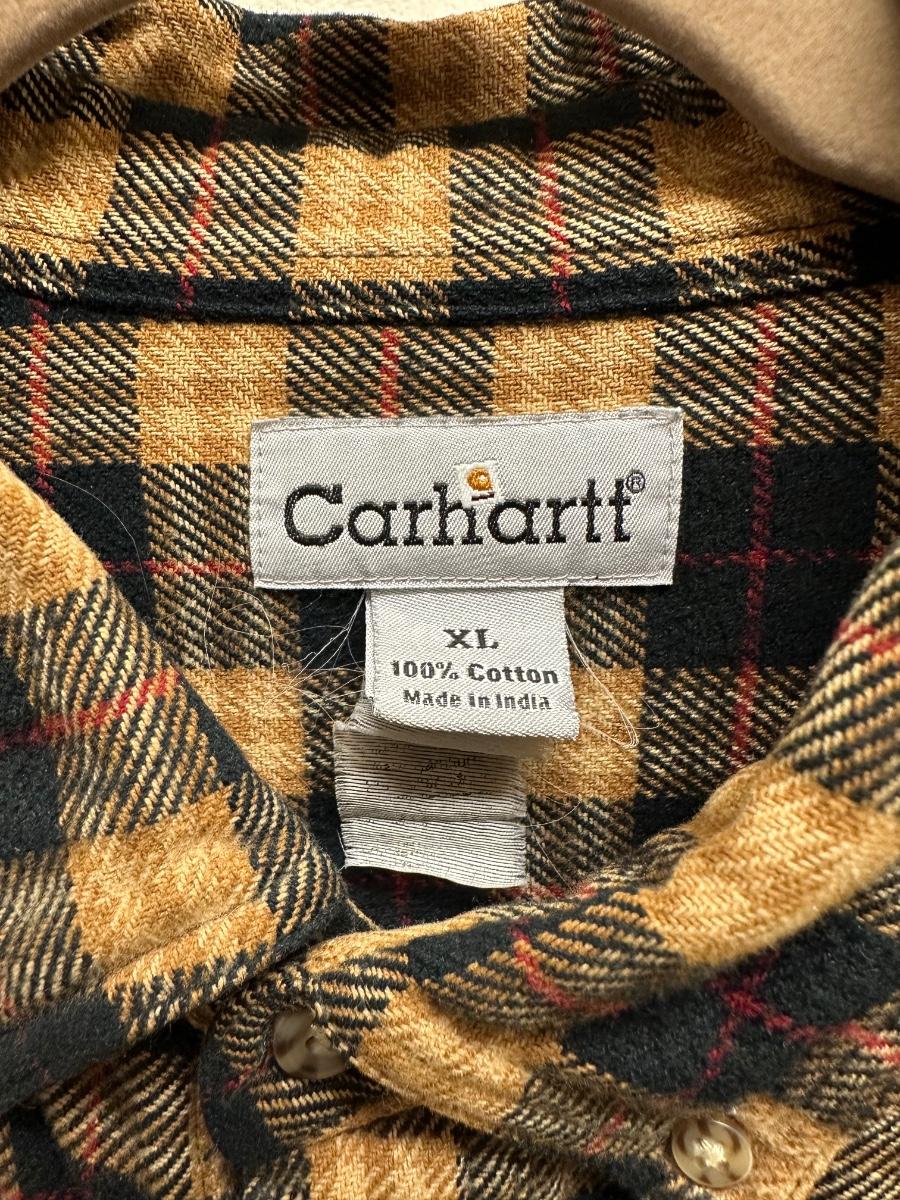 Carhartt®
XL
100% Cotton
Made in India